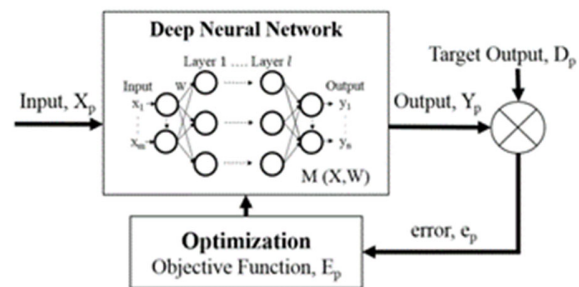 Deep Neural Network
Layer 1 .... Layer l
Input
w
Output
x1
y1
xm
yn
M (X,W)
Input, Xp
Output, Yp
Target Output, Dp
error, ep
Optimization
Objective Function, Ep